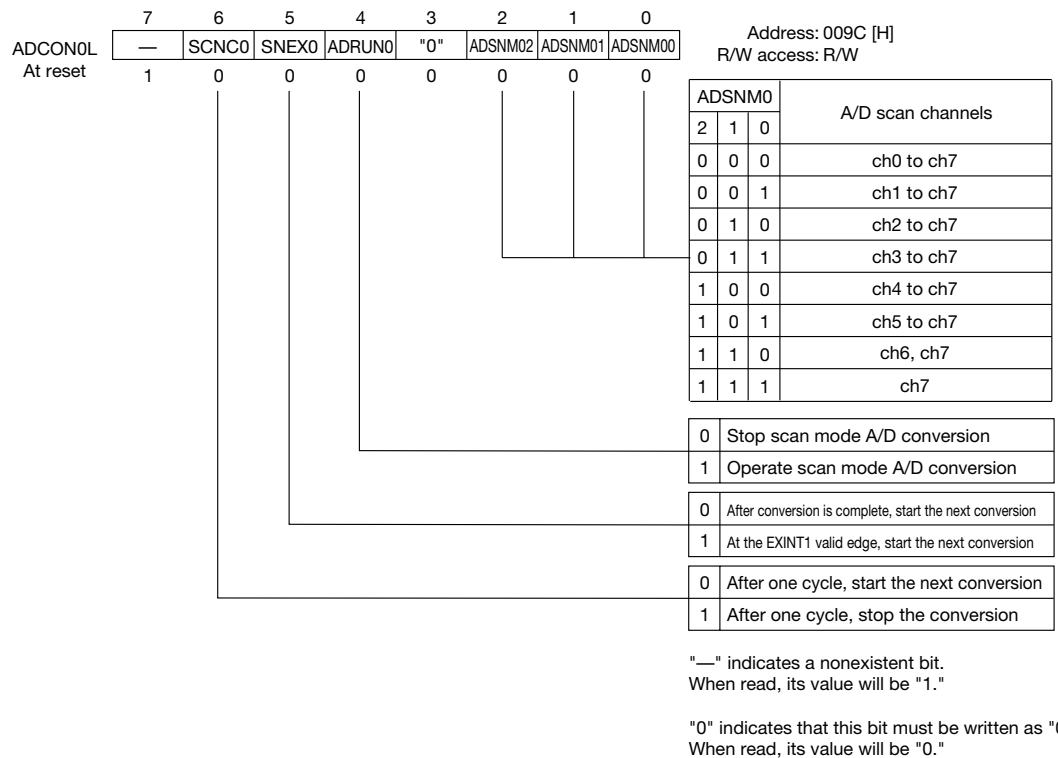 7 6 5 4 3 2 1 0
ADCON0L — SCNC0 SNEX0 ADRUN0 "0" ADSNM02 ADSNM01 ADSNM00
At reset 1 0 0 0 0 0 0 0
Address: 009C [H]
R/W access: R/W
ADSNM0 A/D scan channels
2 1 0
0 0 0 ch0 to ch7
0 0 1 ch1 to ch7
0 1 0 ch2 to ch7
0 1 1 ch3 to ch7
1 0 0 ch4 to ch7
1 0 1 ch5 to ch7
1 1 0 ch6, ch7
1 1 1 ch7
0 Stop scan mode A/D conversion
1 Operate scan mode A/D conversion
0 After conversion is complete, start the next conversion
1 At the EXINT1 valid edge, start the next conversion
0 After one cycle, start the next conversion
1 After one cycle, stop the conversion
"—" indicates a nonexistent bit.
When read, its value will be "1."
"0" indicates that this bit must be written as
When read, its value will be "0."